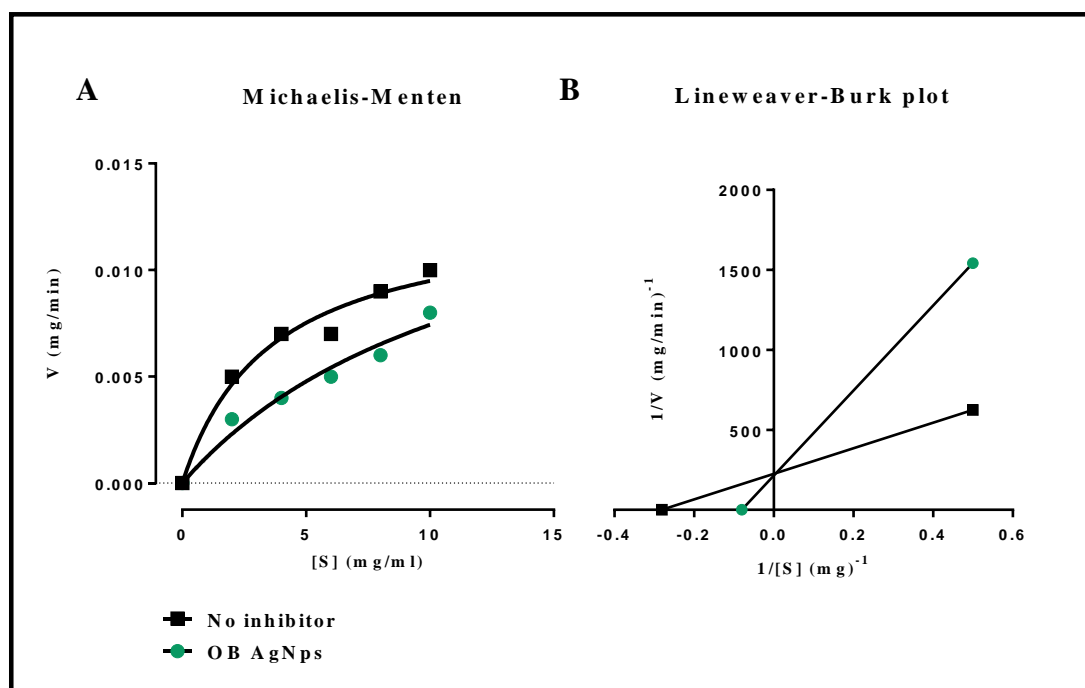 A
Michaelis-Menten
0.015
0.010
0.005
0.000
V (mg/min)
0
5
10
15
[S] (mg/ml)
No inhibitor
OB AgNps
B
Lineweaver-Burk plot
2000
1500
1000
500
1/V (mg/min)-1
-0.4
-0.2
0.0
0.2
0.4
0.6
1/[S] (mg)-1